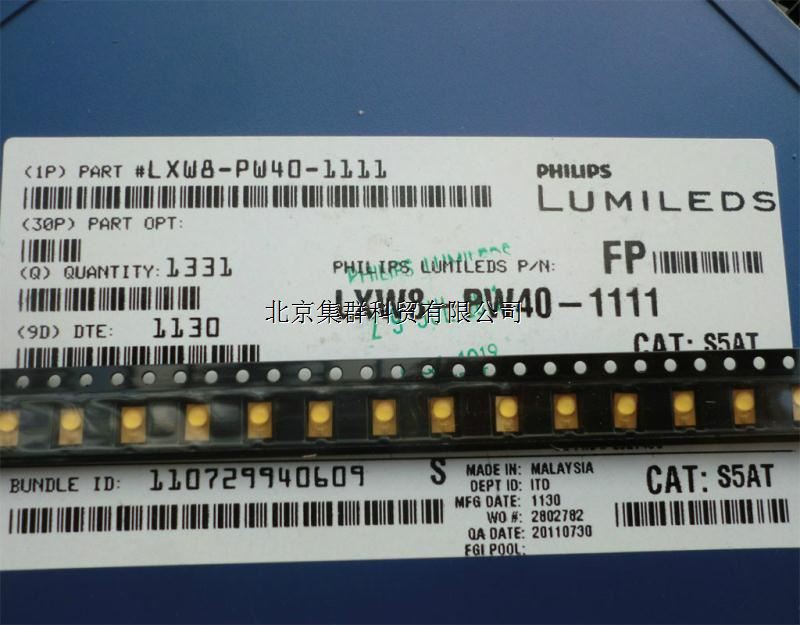 (1P) PART #LXW8-PW40-1111
PHILIPS
LUMILEDS
(30P) PART OPT:
(Q) QUANTITY: 1331
PHILIPS LUMILEDS P/N:
FP
LXW8-PW40-1111
北京集群科贸有限公司
(9D) DTE: 1130
CAT: S5AT
BUNDLE ID: 110729940609
S
MADE IN: MALAYSIA
DEPT ID: ITO
MFG DATE: 1130
WO #: 2802782
QA DATE: 20110730
FGI POOL:
CAT: S5AT